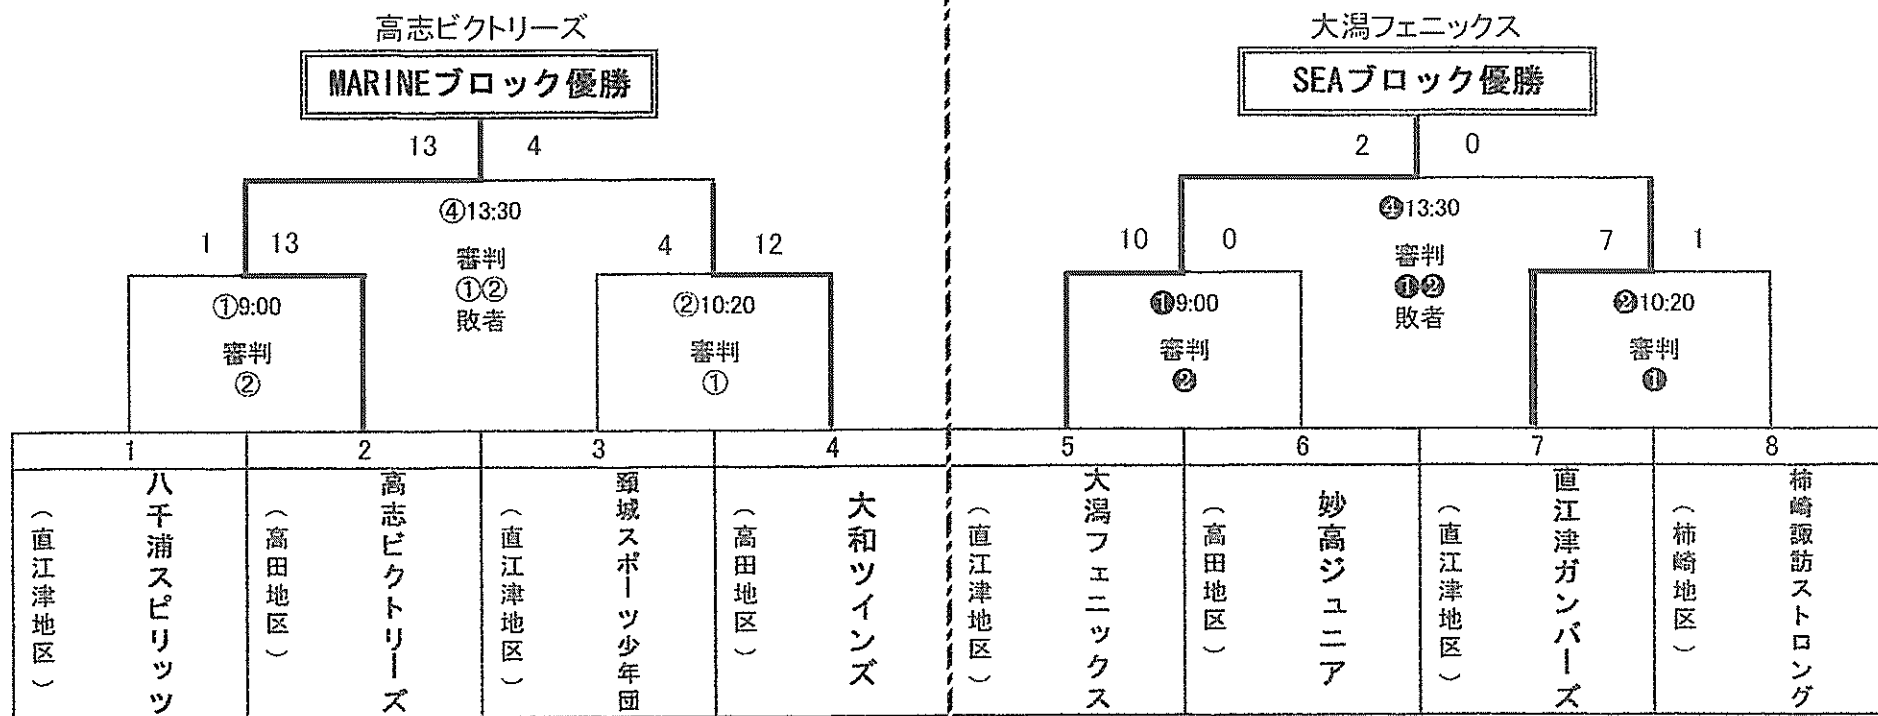 高志ビクトリーズ
MARINEブロック優勝
13 4
④13:30
審判
①②
敗者
1 13
①9:00
審判
②
4 12
②10:20
審判
①
大潟フェニックス
SEAブロック優勝
2 0
❹13:30
審判
❶❷
敗者
10 0
❶9:00
審判
❷
7 1
❷10:20
審判
❶
1
八千浦スピリッツ
(直江津地区)
2
高志ビクトリーズ
(高田地区)
3
頸城スポーツ少年団
(直江津地区)
4
大和ツインズ
(高田地区)
5
大潟フェニックス
(直江津地区)
6
妙高ジュニア
(高田地区)
7
直江津ガンバーズ
(直江津地区)
8
柿崎諏訪ストロング
(柿崎地区)